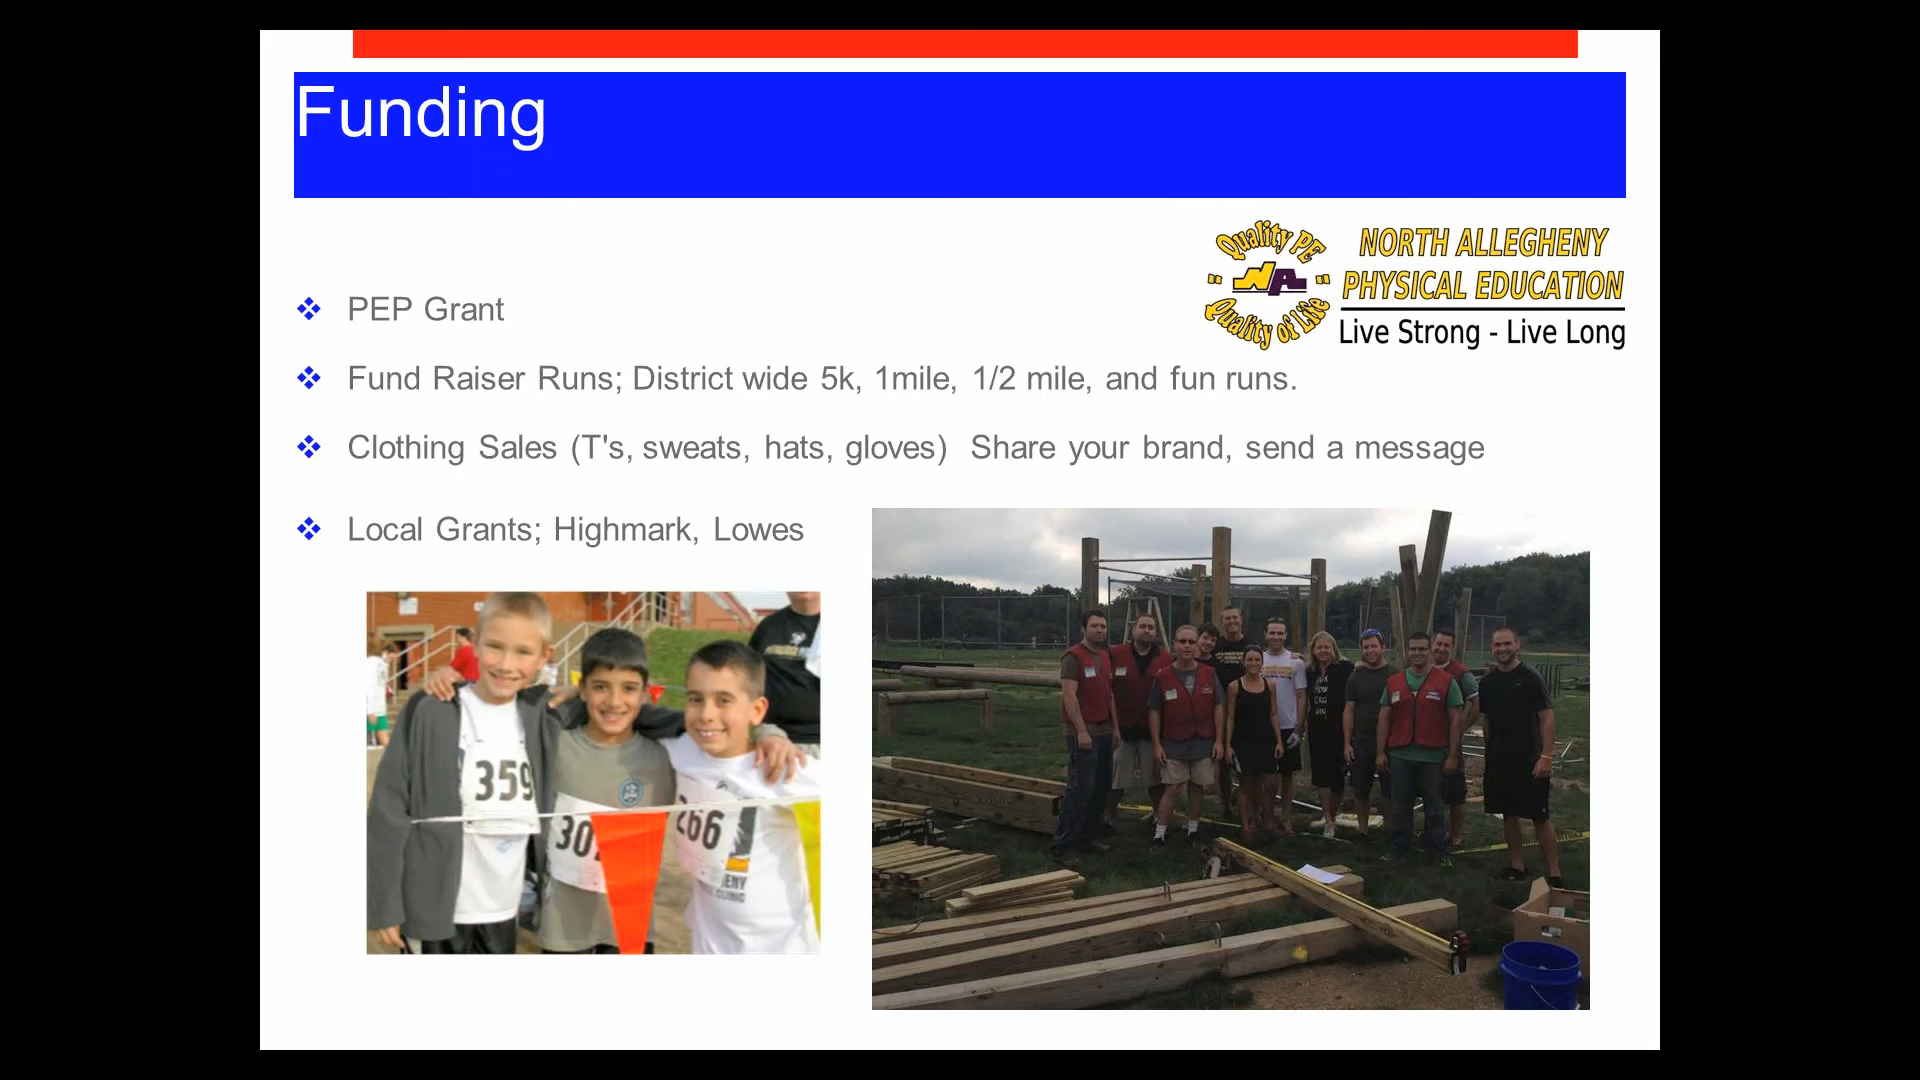 Funding
Quality PE
" NA "
Quality of Life
NORTH ALLEGHENY
PHYSICAL EDUCATION
Live Strong - Live Long
PEP Grant
Fund Raiser Runs; District wide 5k, 1mile, 1/2 mile, and fun runs.
Clothing Sales (T's, sweats, hats, gloves) Share your brand, send a message
Local Grants; Highmark, Lowes
359
30
266